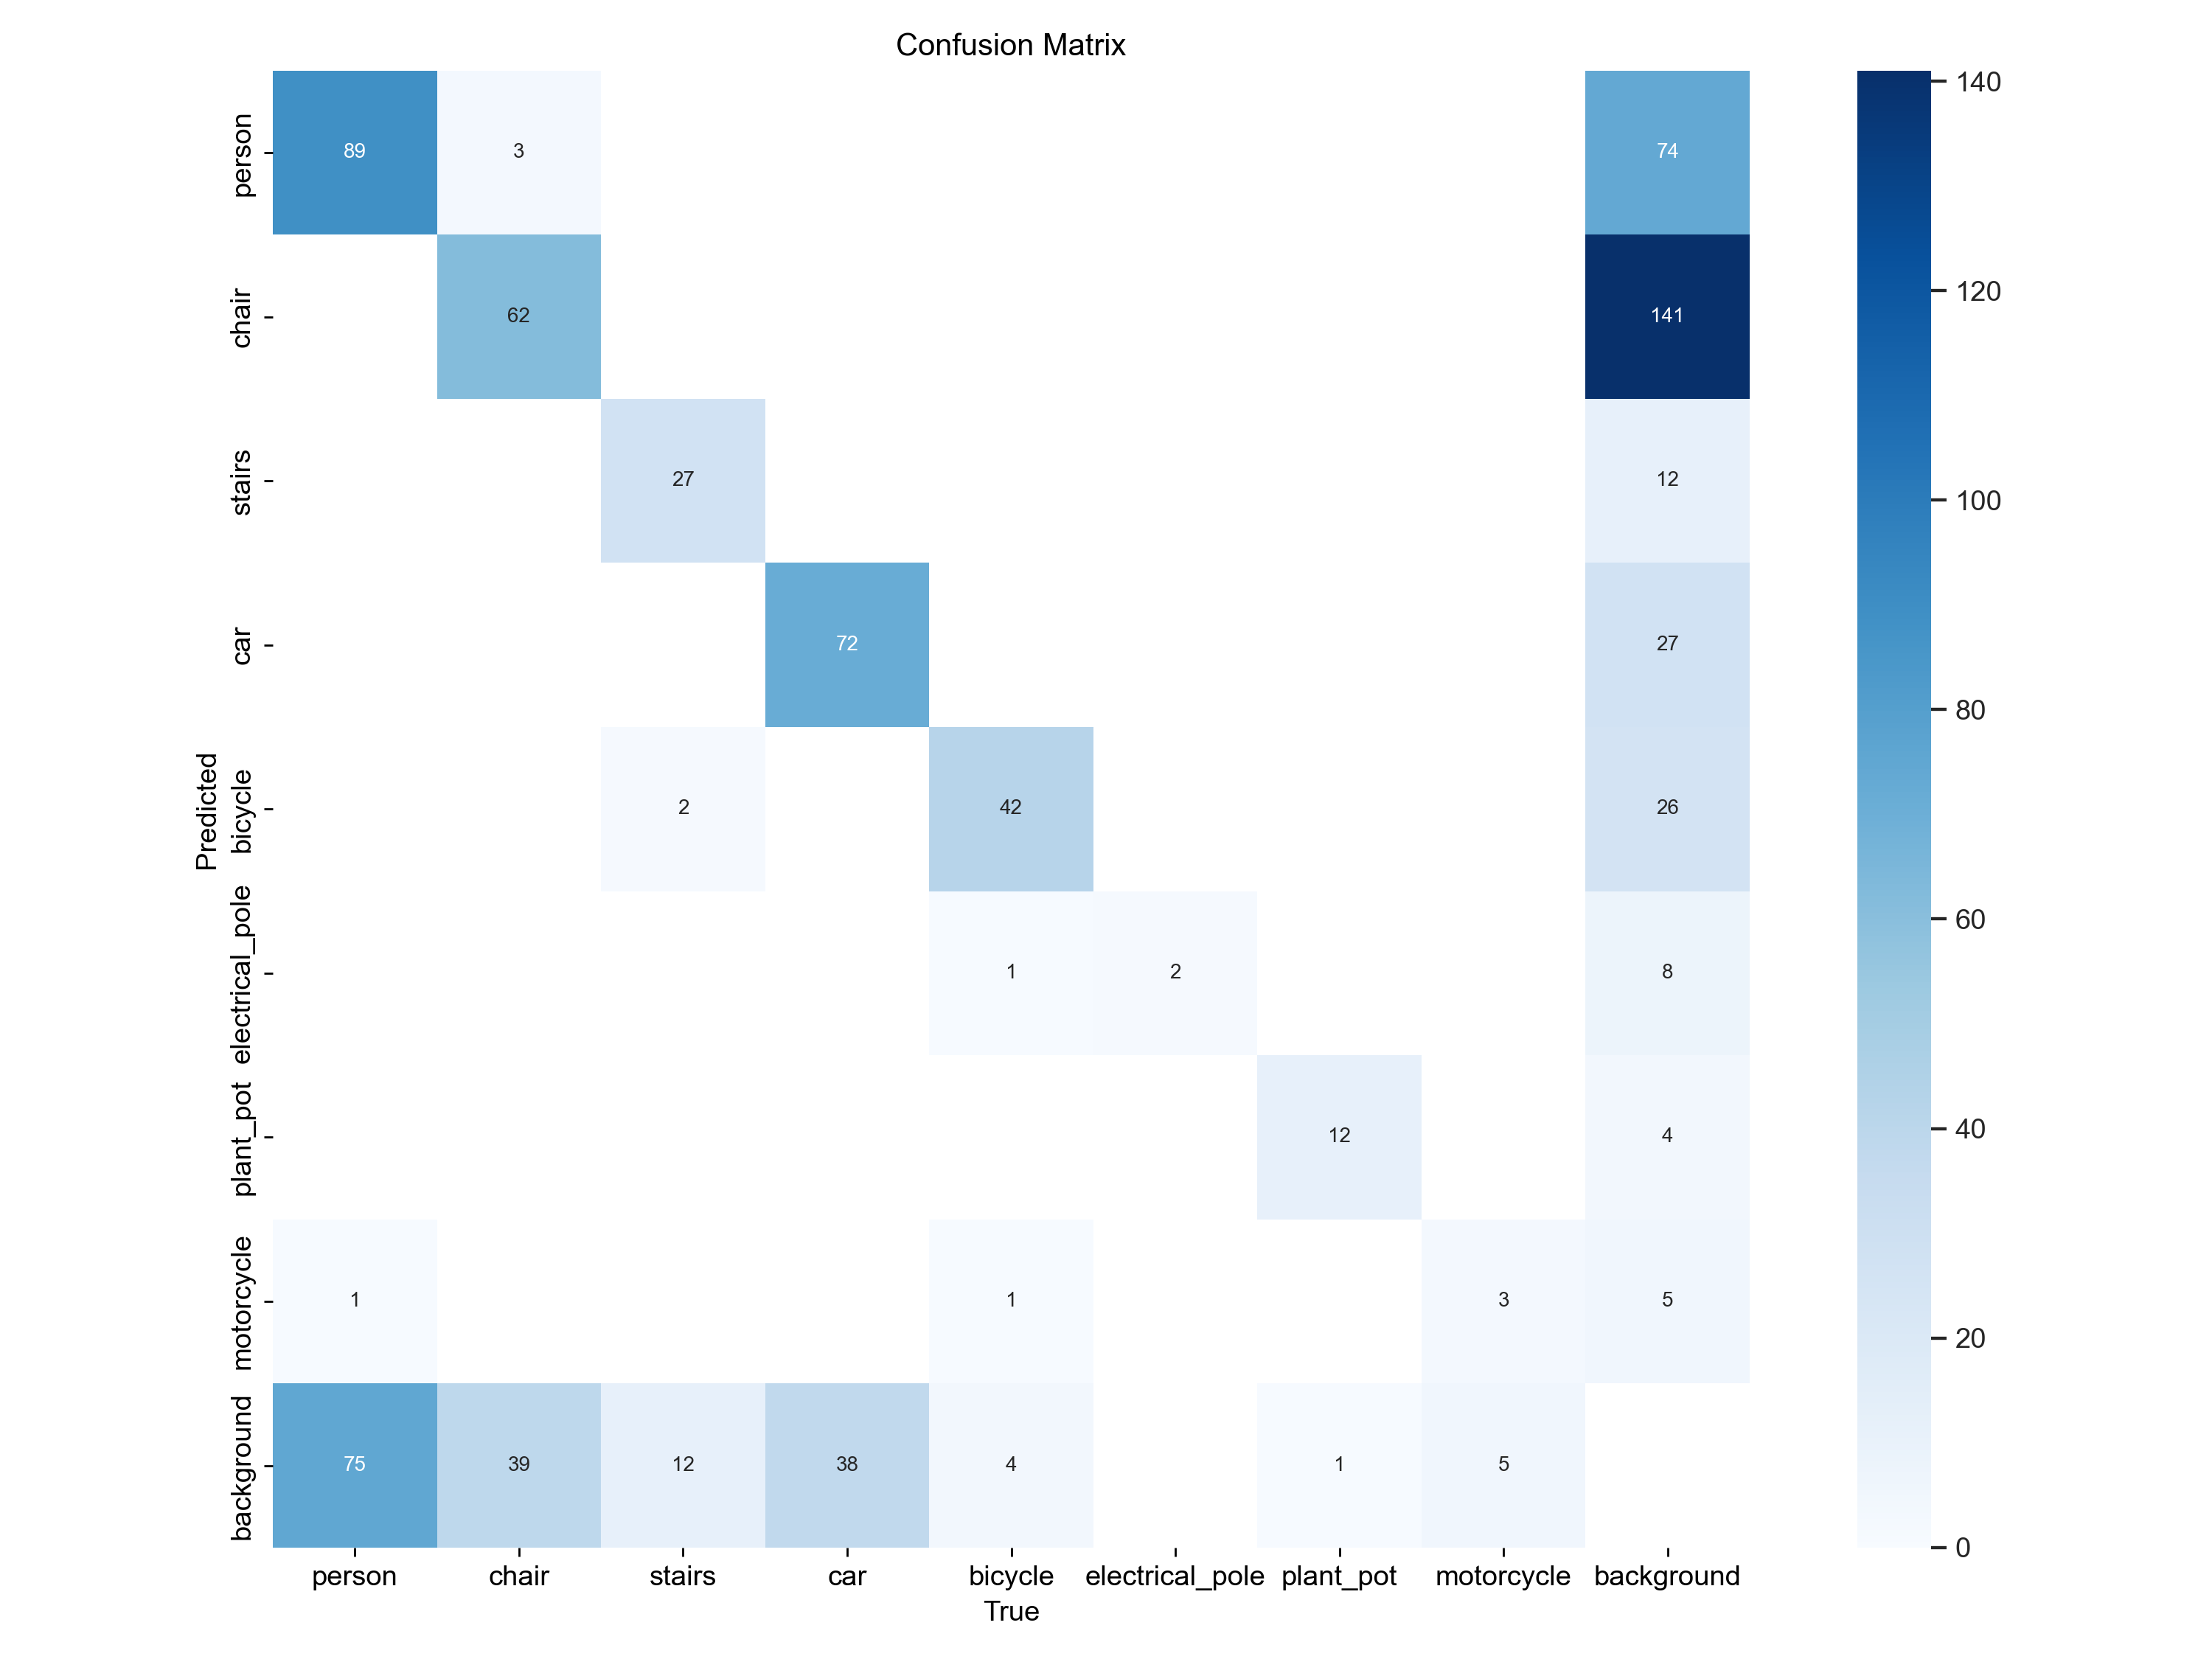 Confusion Matrix
person 89 3 74 140
chair 62 141 120
stairs 27 12 100
car 72 27 80
Predicted
bicycle 2 42 26
electrical_pole 1 2 8 60
plant_pot 12 4 40
motorcycle 1 1 3 5 20
background 75 39 12 38 4 1 5 0
person chair stairs car bicycle electrical_pole plant_pot motorcycle background
True